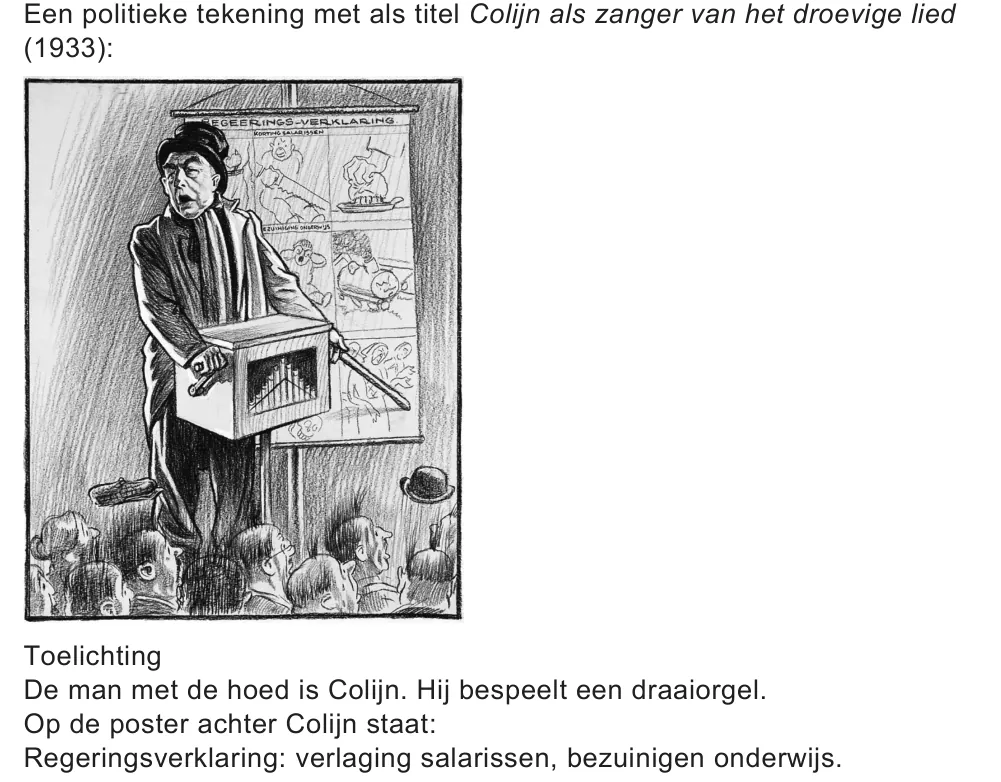 Een politieke tekening met als titel Colijn als zanger van het droevige lied
(1933):
REGEERINGS-VERKLARING.
KORTING SALARISSEN
BEZUINIGING ONDERWIJS
Toelichting
De man met de hoed is Colijn. Hij bespeelt een draaiorgel.
Op de poster achter Colijn staat:
Regeringsverklaring: verlaging salarissen, bezuinigen onderwijs.